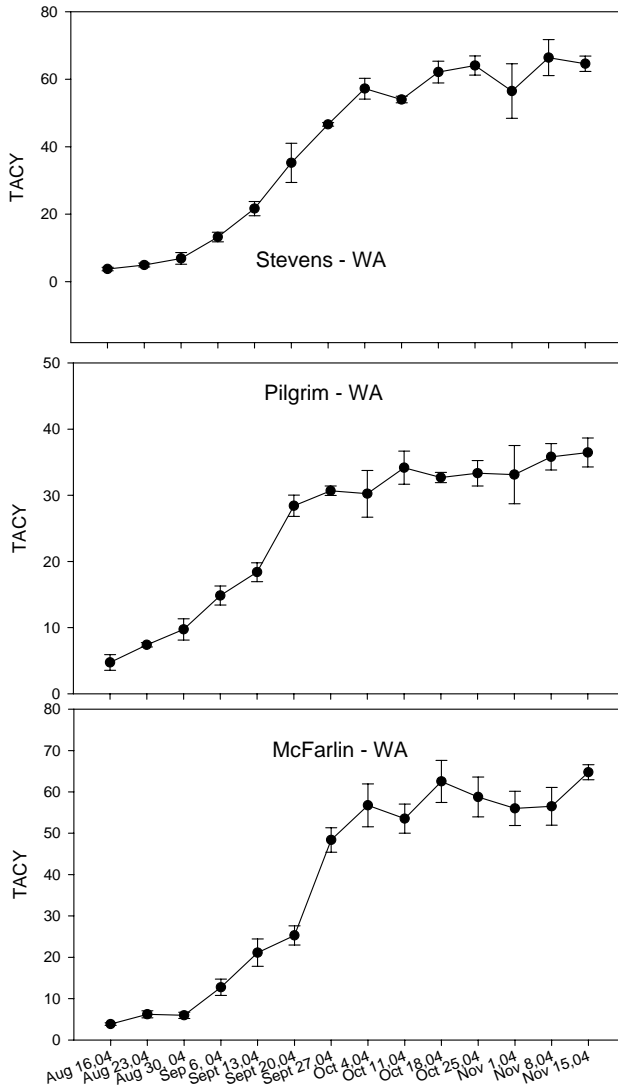 80
60
40
20
0
TACY
Stevens - WA
50
40
30
20
10
0
TACY
Pilgrim - WA
80
70
60
50
40
30
20
10
0
TACY
McFarlin - WA
Aug 16,04
Aug 23,04
Aug 30, 04
Sep 6, 04
Sept 13,04
Sept 20,04
Sept 27,04
Oct 4,04
Oct 11,04
Oct 18,04
Oct 25,04
Nov 1,04
Nov 8,04
Nov 15,04